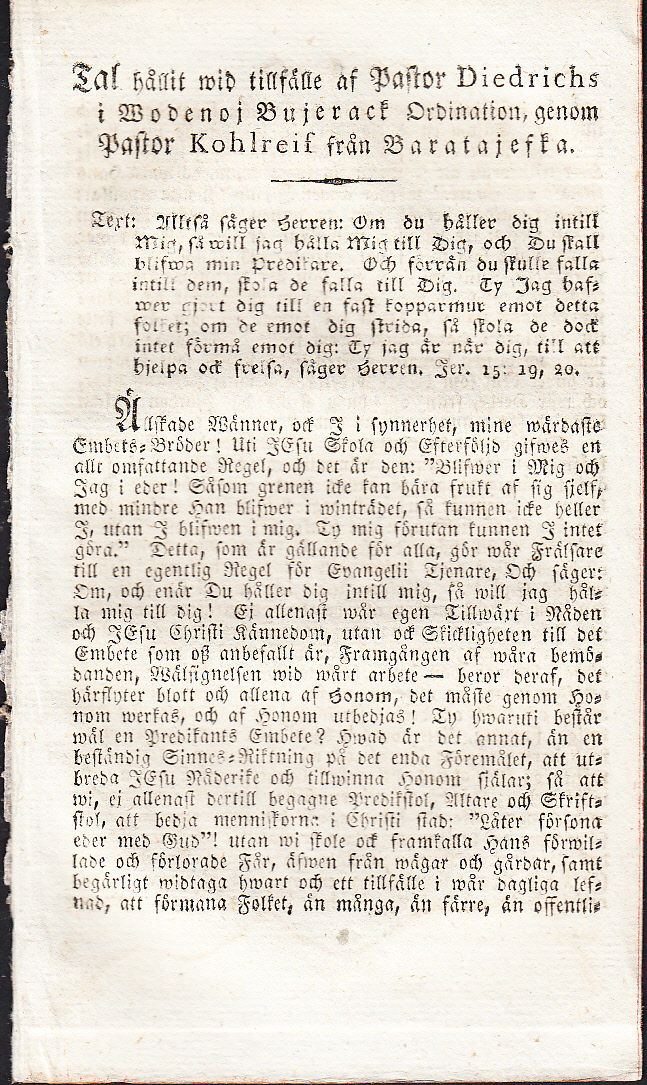 Tal hållit wid tillfälle af Pastor Diedrichs
i Wodenoj Bujerack Ordination, genom
Pastor Kohlreif från Baratajefka.
Text: Alltså säger Herren: Om du håller dig intill
Mig, så will jag hålla Mig till Dig, och Du skall
blifwa min Predikare. Och förrän du skulle falla
intill dem, skola de falla till Dig. Ty Jag haf-
wer gjort dig till en fast kopparmur emot detta
folket; om de emot dig strida, så skola de dock
intet förmå emot dig: Ty jag är när dig, till att
hjelpa och frelsa, säger Herren. Jer. 15: 19, 20.
Älskade Wänner, ock I i synnerhet, mine wärdaste
Embets-Bröder! Uti JEsu Skola och Efterföljd gifwes en
allt omfattande Regel, och det är den: "Blifwer i Mig och
Jag i eder! Såsom grenen icke kan bära frukt af sig sjelf,
med mindre Han blifwer i winträdet, så kunnen icke heller
I, utan I blifwen i mig. Ty mig förutan kunnen I intet
göra." Detta, som är gällande för alla, gör wår Frälsare
till en egentlig Regel för Evangelii Tjenare, Och säger:
Om, och enär Du håller dig intill mig, så will jag hål-
la mig till dig! Ej allenast wår egen Tillwäxt i Nåden
och JEsu Christi Kännedom, utan ock Skickligheten till det
Embete som oß anbefallt är, Framgången af wåra bemö-
danden, Wälsignelsen wid wårt arbete — beror deraf, det
härflyter blott och allena af Honom, det måste genom Ho-
nom werkas, och af Honom utbedjas! Ty hwaruti består
wäl en Predikants Embete? Hwad är det annat, än en
beständig Sinnes-Riktning på det enda Föremålet, att ut-
breda JEsu Nåderike och tillwinna Honom själar; så att
wi, ej allenast dertill begagne Predikstol, Altare och Skrift-
stol, att bedja menniskorna i Christi stad: "Låter försona
eder med Gud"! utan wi skole ock framkalla Hans förwil-
lade och förlorade Får, äfwen från wägar och gårdar, samt
begärligt widtaga hwart och ett tillfälle i wår dagliga lef-
nad, att förmana Folket, än många, än färre, än offentli-